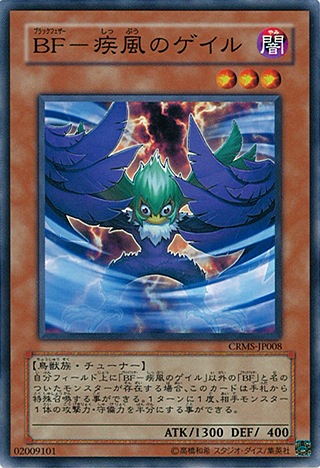 ブラックフェザー しっ ぷう
BF－疾風のゲイル
やみ
闇
CRMS-JP008
【鳥獣族・チューナー】
自分フィールド上に「BF－疾風のゲイル」以外の「BF」と名の
ついたモンスターが存在する場合、このカードは手札から
特殊召喚する事ができる。1ターンに1度、相手モンスター
1体の攻撃力・守備力を半分にする事ができる。
ATK/1300 DEF/ 400
02009101
©高橋和希 スタジオ・ダイス/集英社